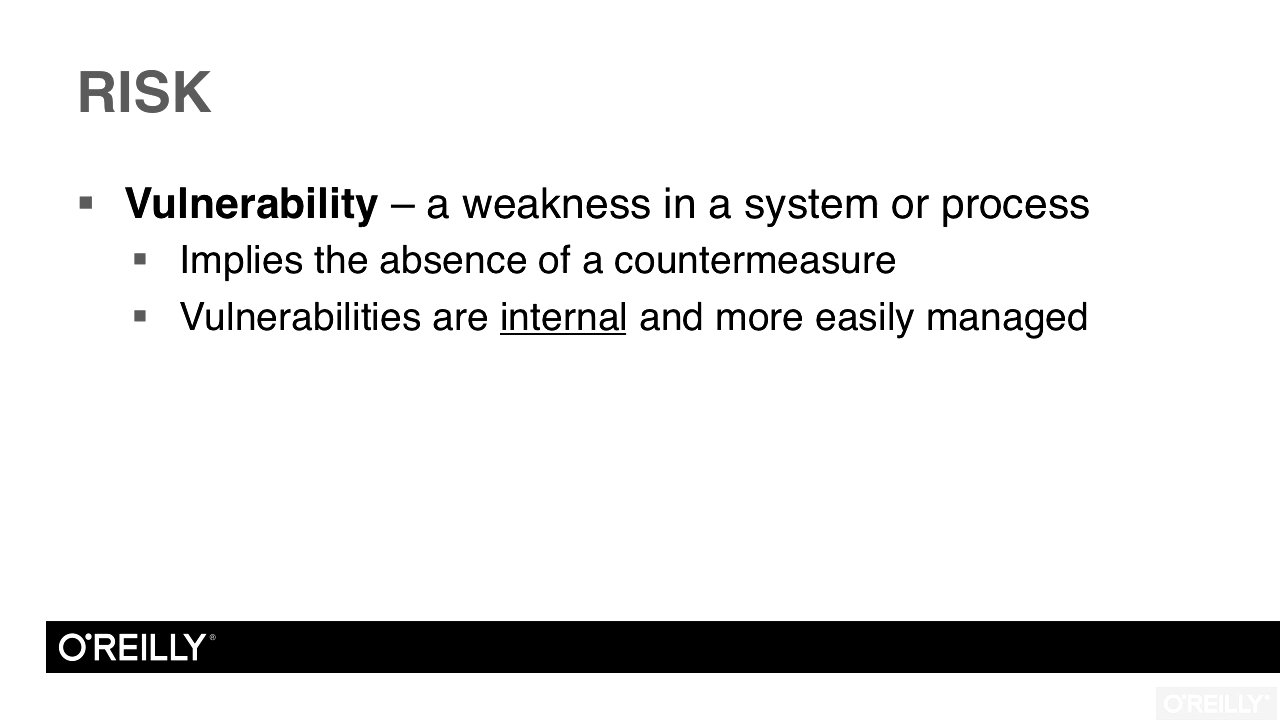 RISK
▪ Vulnerability – a weakness in a system or process
▪ Implies the absence of a countermeasure
▪ Vulnerabilities are internal and more easily managed
O'REILLY®
O'REILLY®